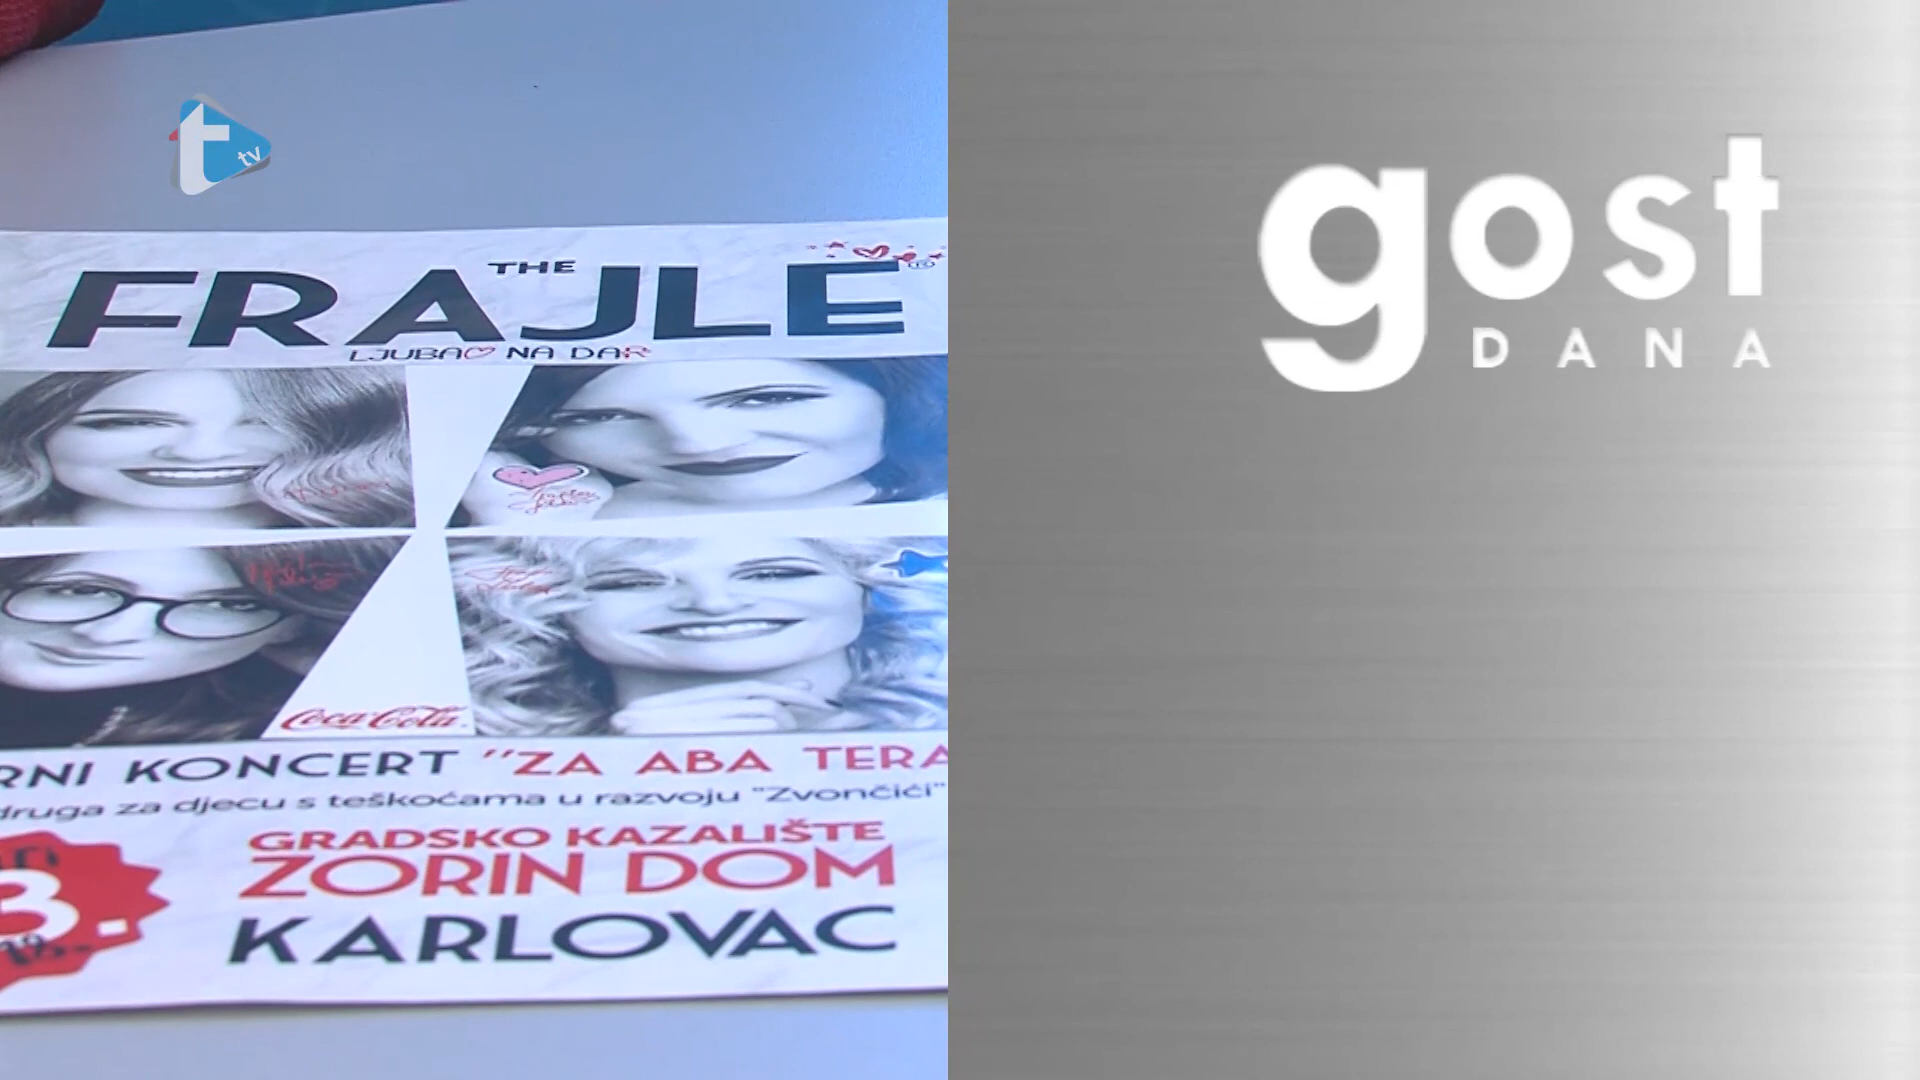 t tv
THE
FRAJLE
LJUBAV NA DAR
Coca-Cola
RNI KONCERT "ZA ABA TERA
druga za djecu s teškoćama u razvoju "Zvončići"
GRADSKO KAZALIŠTE
ZORIN DOM
3.
KARLOVAC
gost
DANA